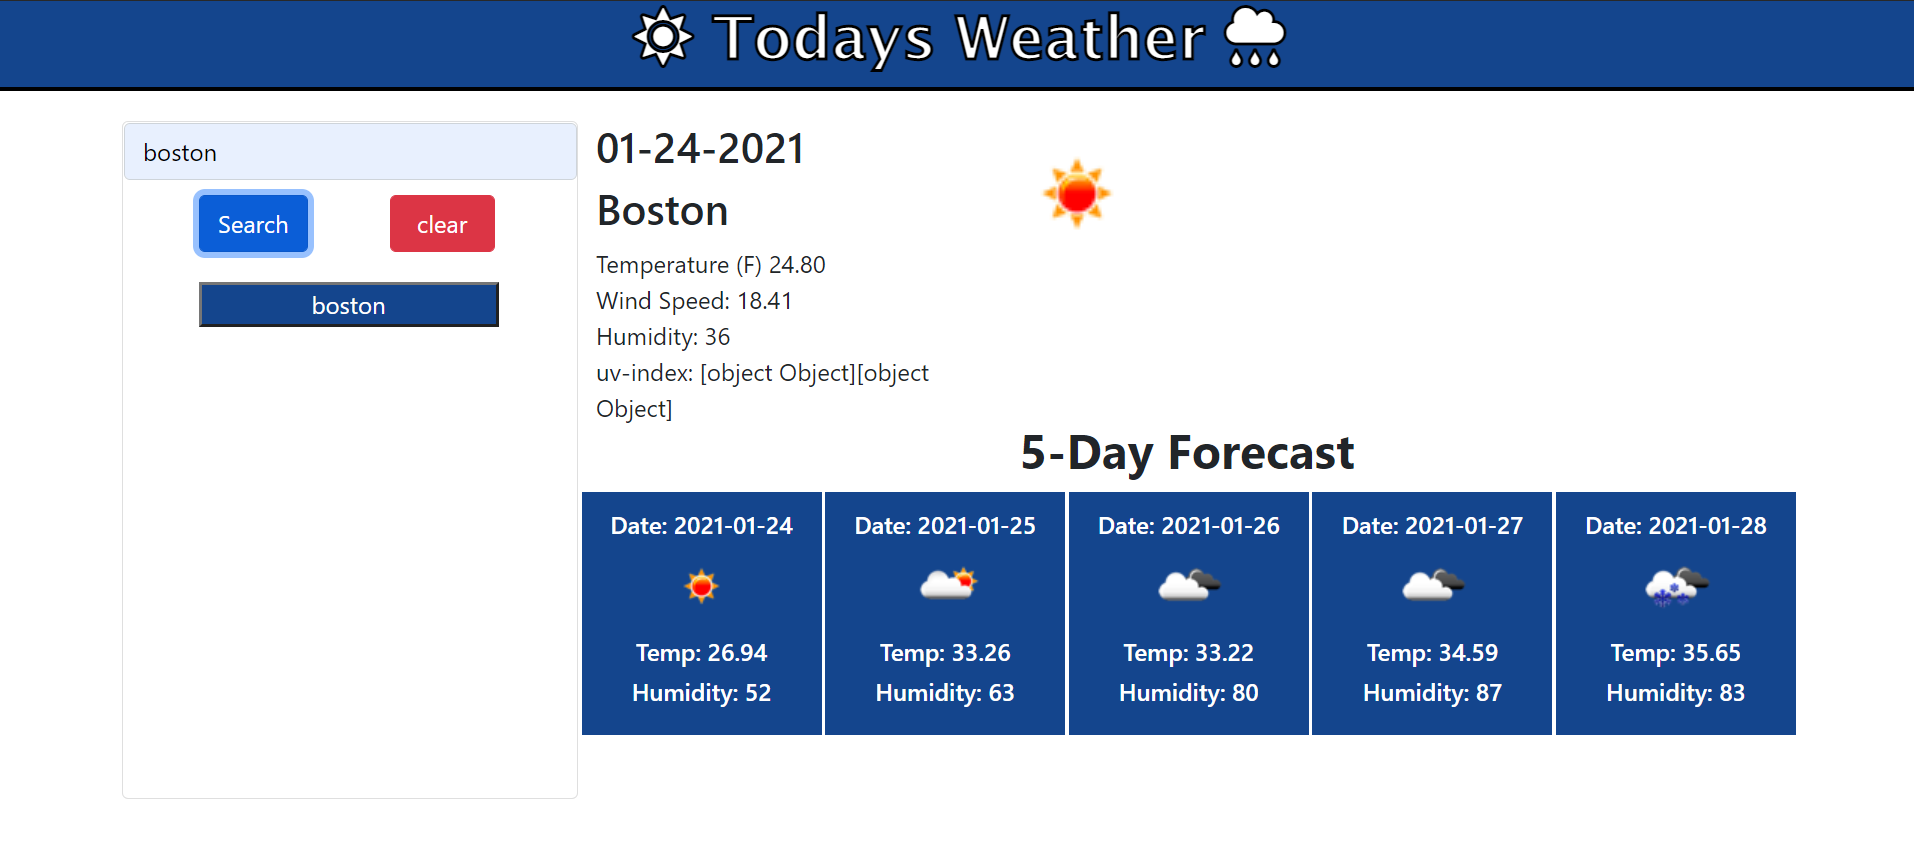 Todays Weather
boston
Search
clear
boston
01-24-2021
Boston
Temperature (F) 24.80
Wind Speed: 18.41
Humidity: 36
uv-index: [object Object][object
Object]
5-Day Forecast
Date: 2021-01-24
Temp: 26.94
Humidity: 52
Date: 2021-01-25
Temp: 33.26
Humidity: 63
Date: 2021-01-26
Temp: 33.22
Humidity: 80
Date: 2021-01-27
Temp: 34.59
Humidity: 87
Date: 2021-01-28
Temp: 35.65
Humidity: 83